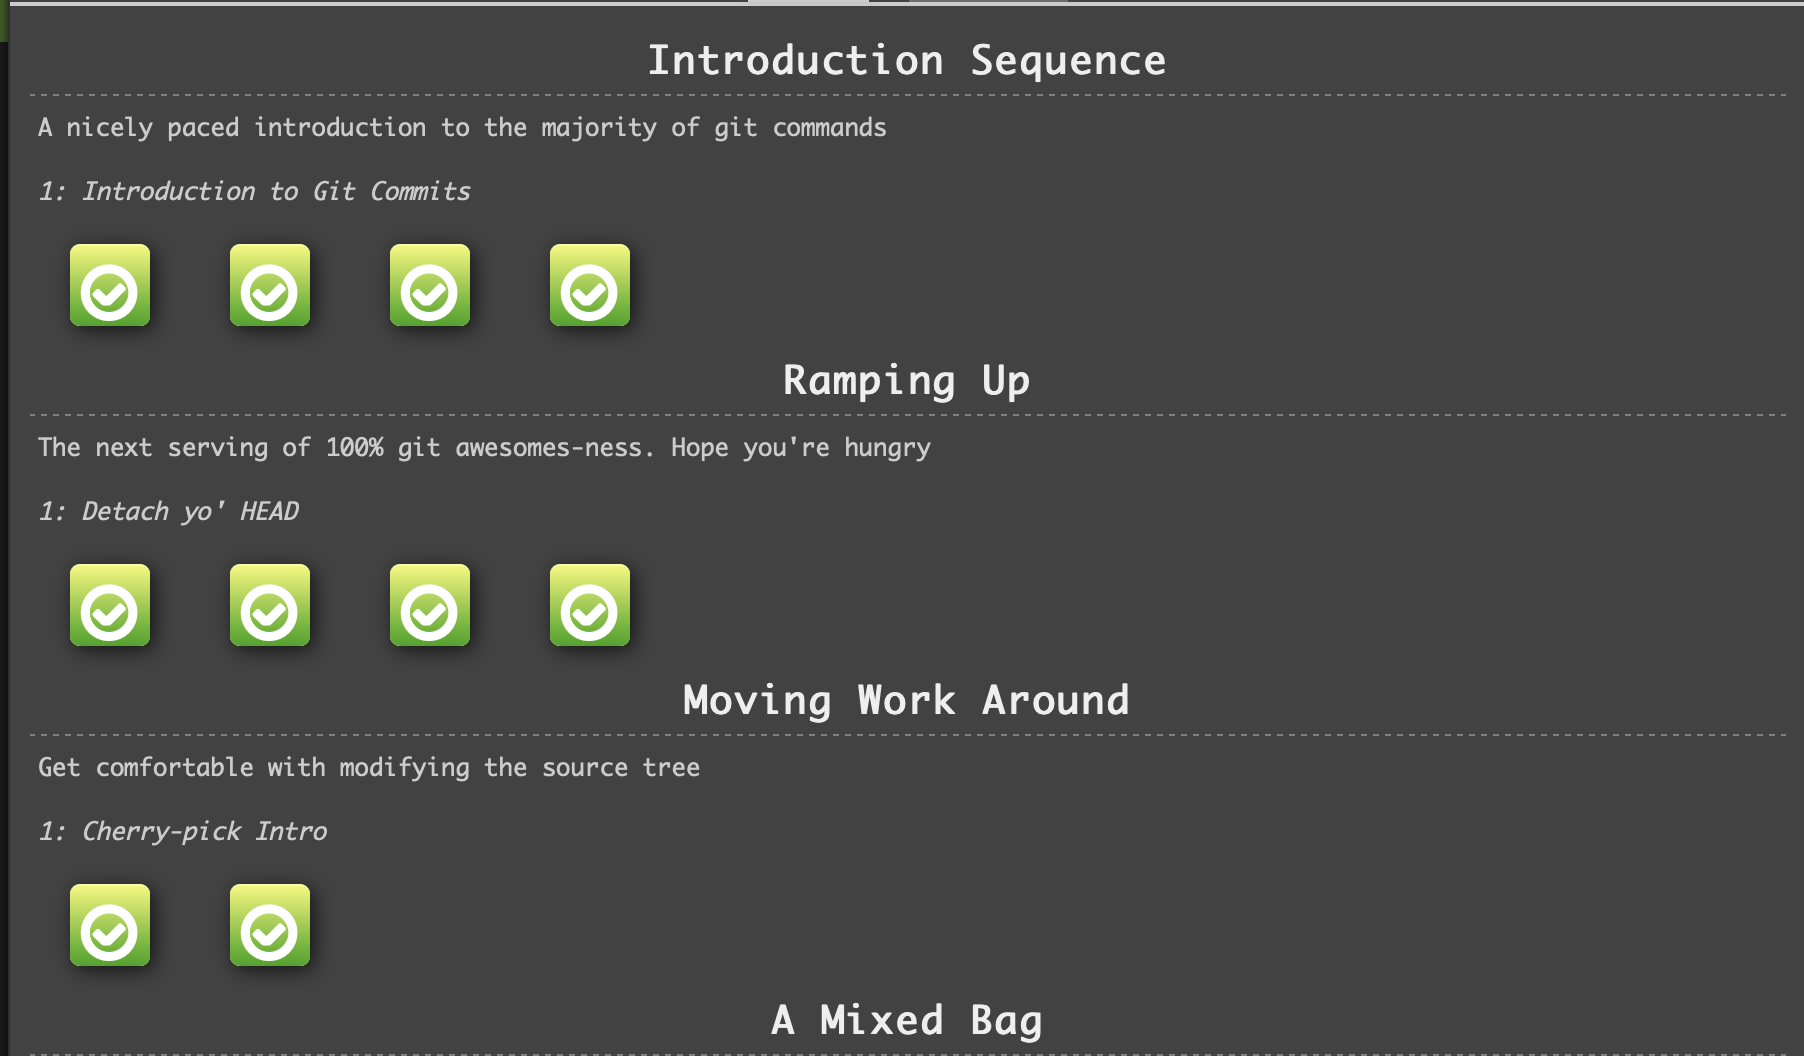 Introduction Sequence
A nicely paced introduction to the majority of git commands
1: Introduction to Git Commits
Ramping Up
The next serving of 100% git awesomes-ness. Hope you're hungry
1: Detach yo' HEAD
Moving Work Around
Get comfortable with modifying the source tree
1: Cherry-pick Intro
A Mixed Bag